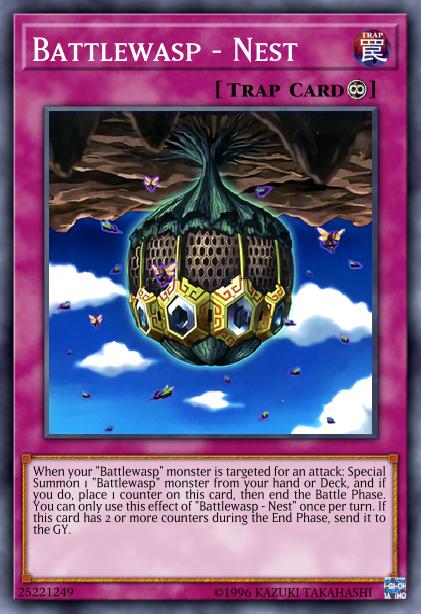 BATTLEWASP - NEST
TRAP
罠
[TRAP CARD]
When your "Battlewasp" monster is targeted for an attack: Special
Summon 1 "Battlewasp" monster from your hand or Deck, and if
you do, place 1 counter on this card, then end the Battle Phase.
You can only use this effect of "Battlewasp - Nest" once per turn. If
this card has 2 or more counters during the End Phase, send it to
the GY.
25221249
©1996 KAZUKI TAKAHASHI